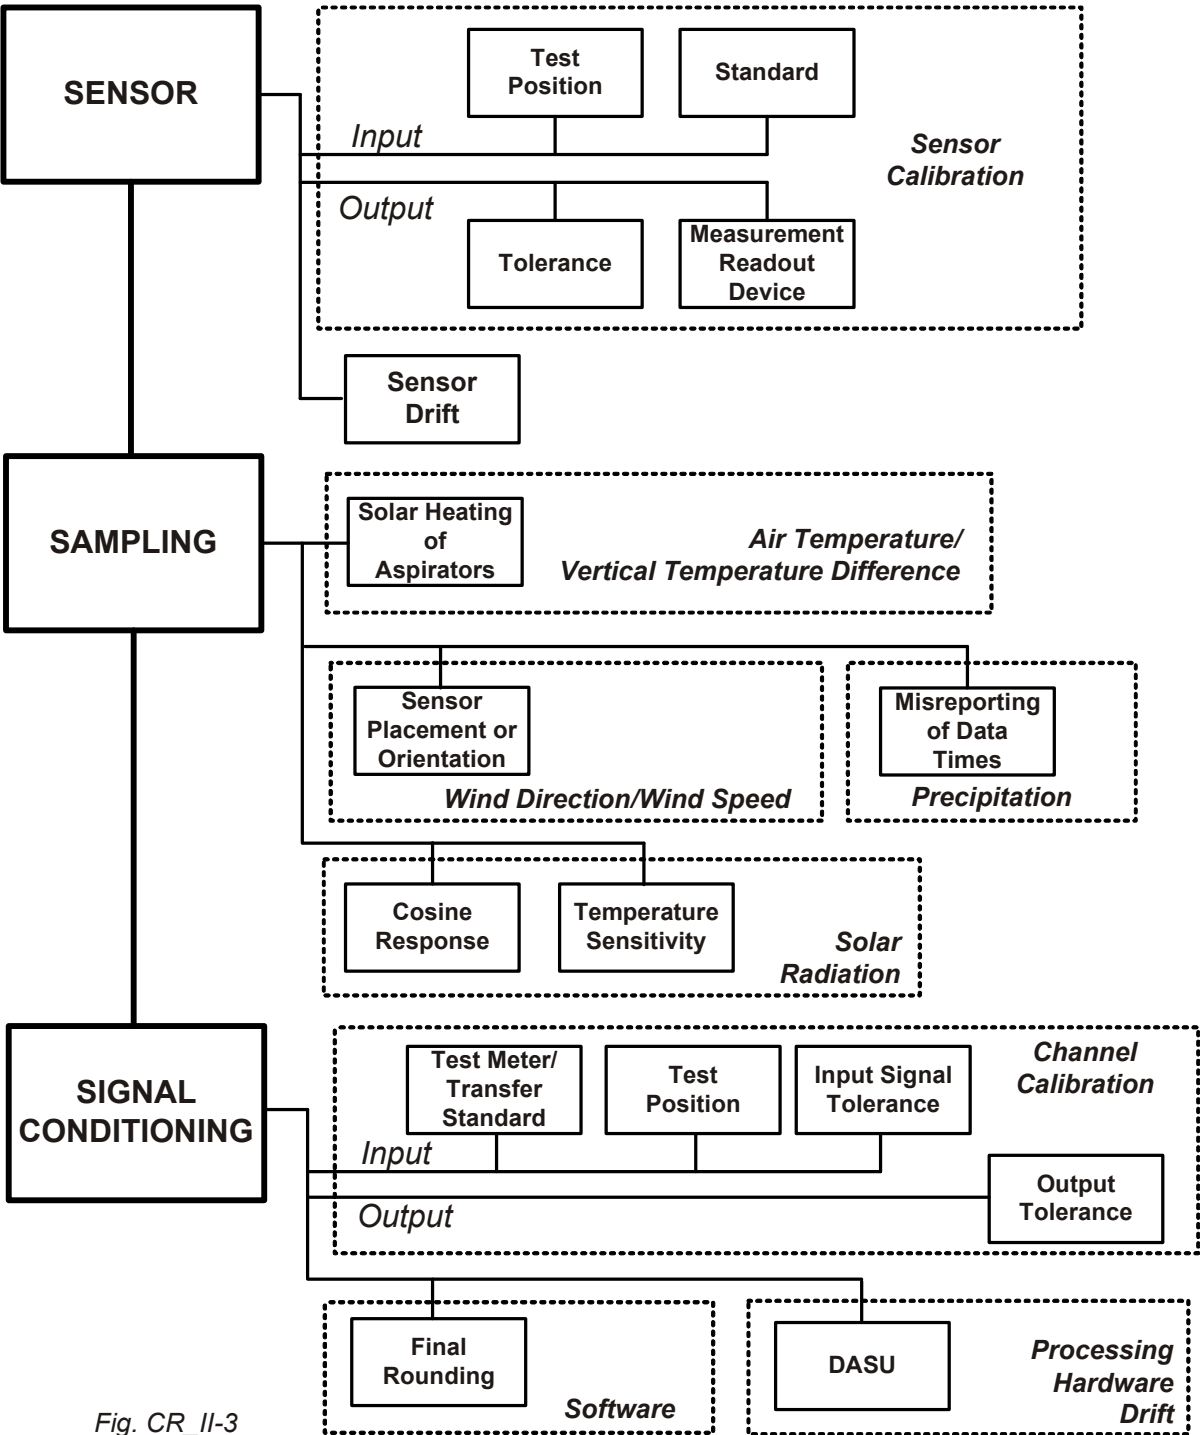 SENSOR
Test
Position
Standard
Input
Sensor
Calibration
Output
Tolerance
Measurement
Readout
Device
Sensor
Drift
SAMPLING
Solar Heating
of
Aspirators
Air Temperature/
Vertical Temperature Difference
Sensor
Placement or
Orientation
Wind Direction/Wind Speed
Misreporting
of Data
Times
Precipitation
Cosine
Response
Temperature
Sensitivity
Solar
Radiation
SIGNAL
CONDITIONING
Test Meter/
Transfer
Standard
Test
Position
Input Signal
Tolerance
Channel
Calibration
Input
Output
Output
Tolerance
Final
Rounding
Software
DASU
Processing
Hardware
Drift
Fig. CR_II-3